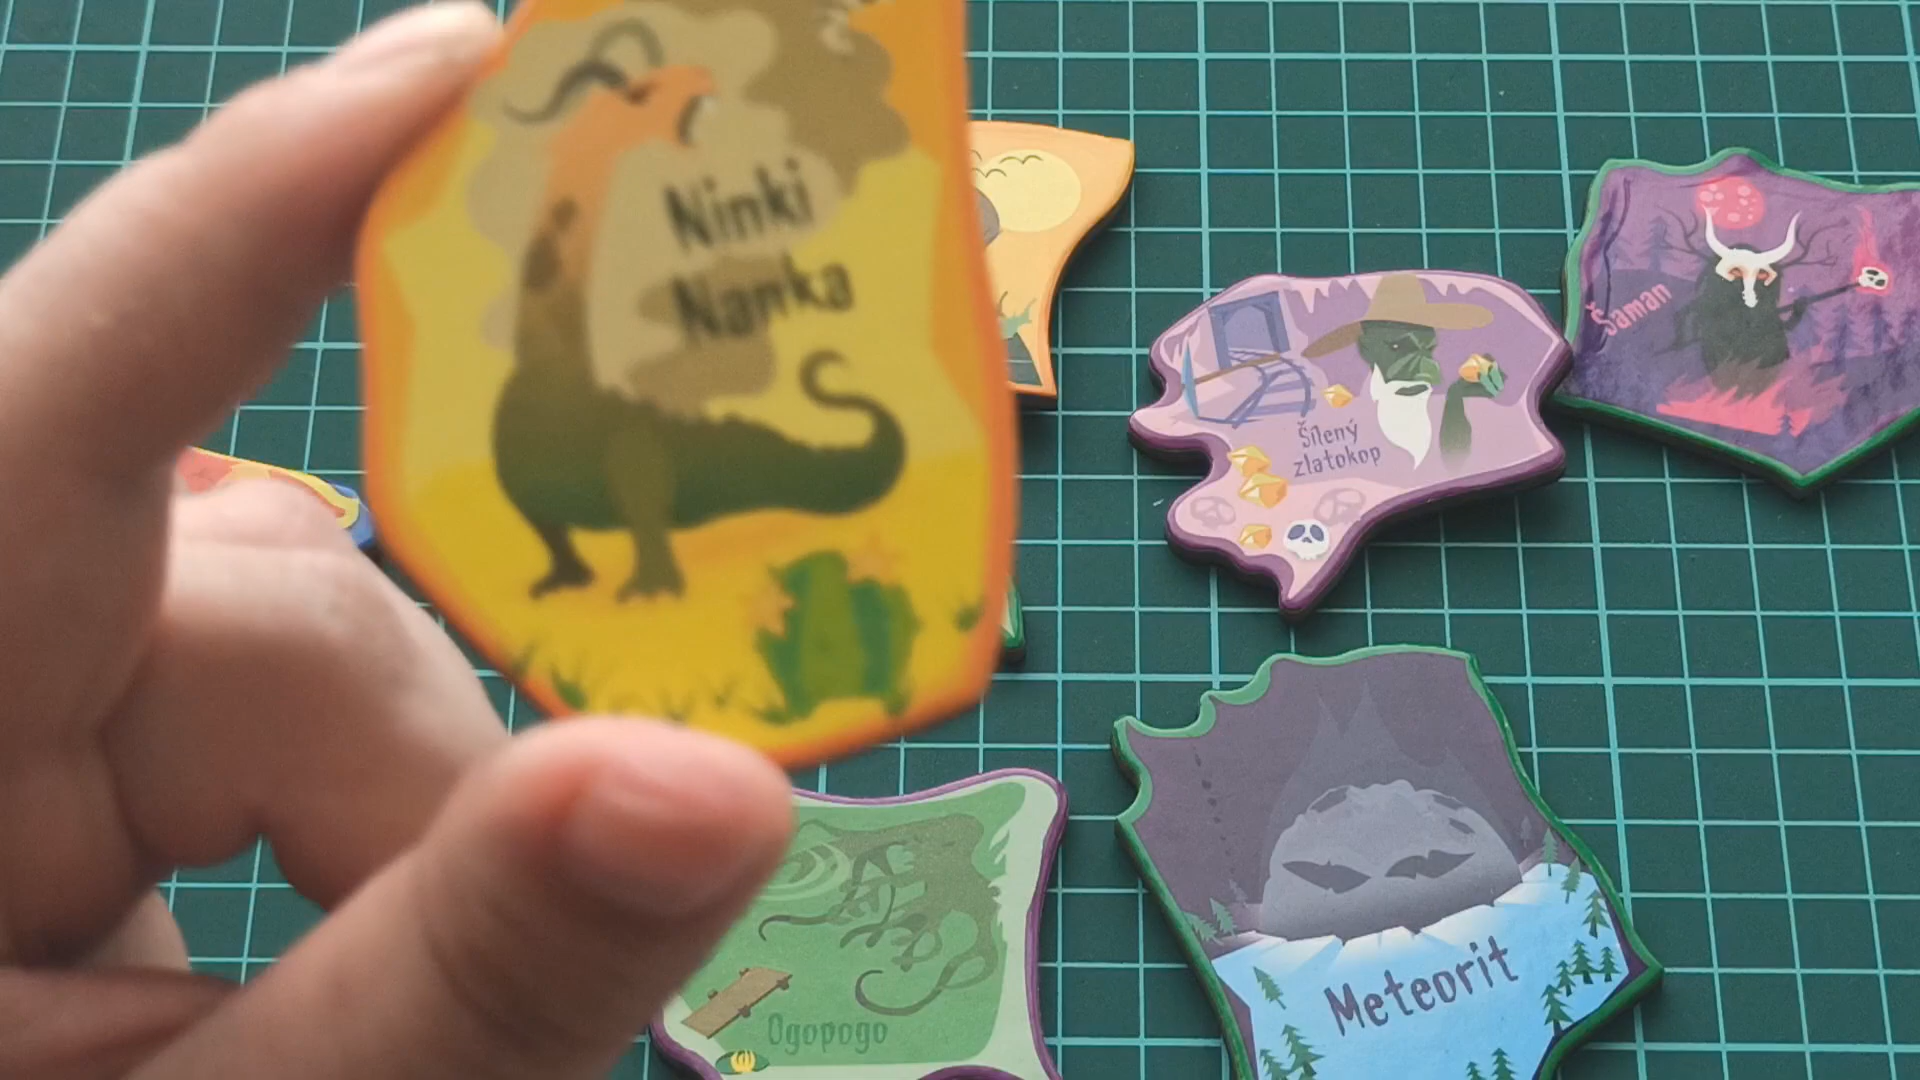 Ninki
Nanka
Šaman
Šílený
zlatokop
Meteorit
Ogopogo